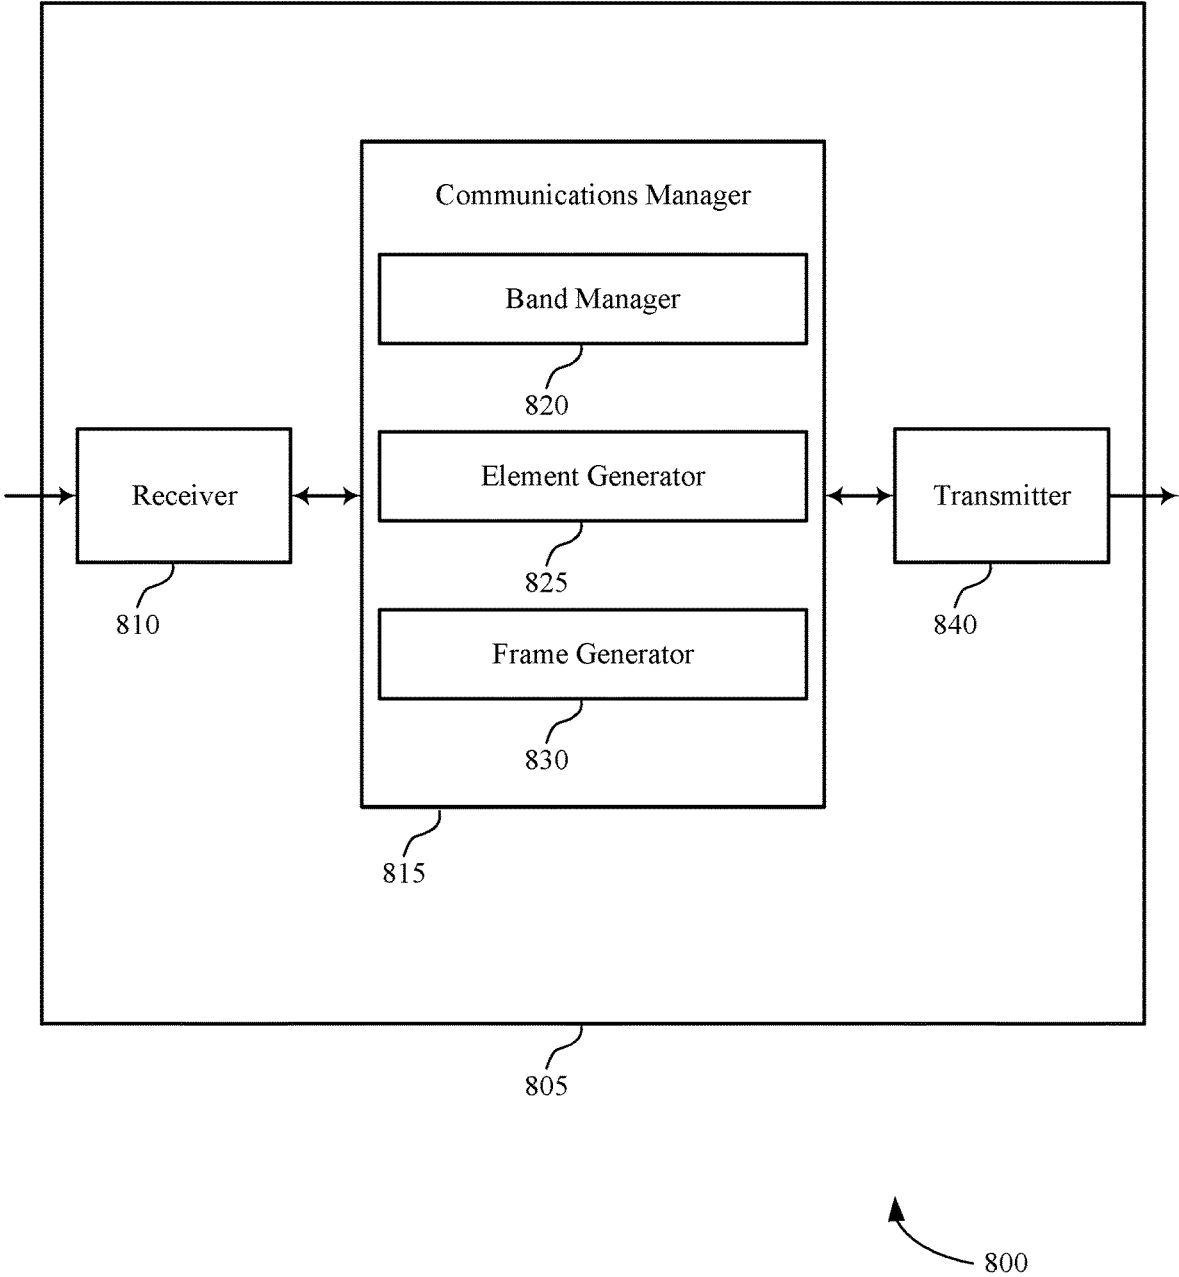 Communications Manager
Band Manager
820
Receiver
Element Generator
Transmitter
825
810
840
Frame Generator
830
815
805
800